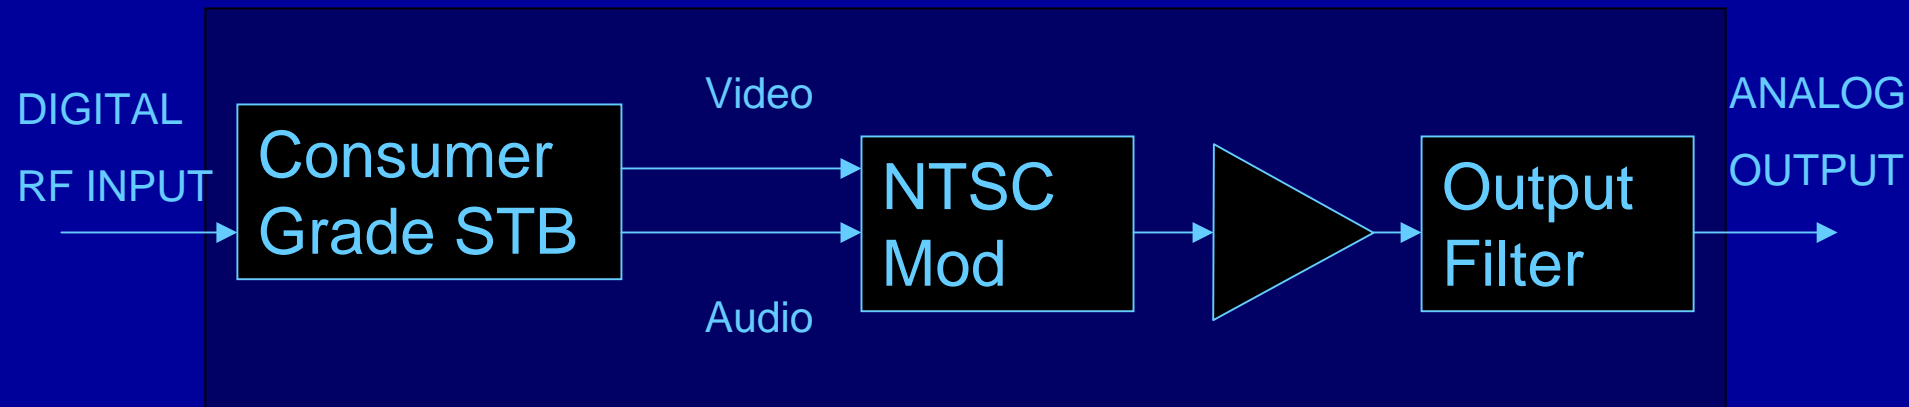 DIGITAL
RF INPUT
Consumer
Grade STB
Video
Audio
NTSC
Mod
Output
Filter
ANALOG
OUTPUT